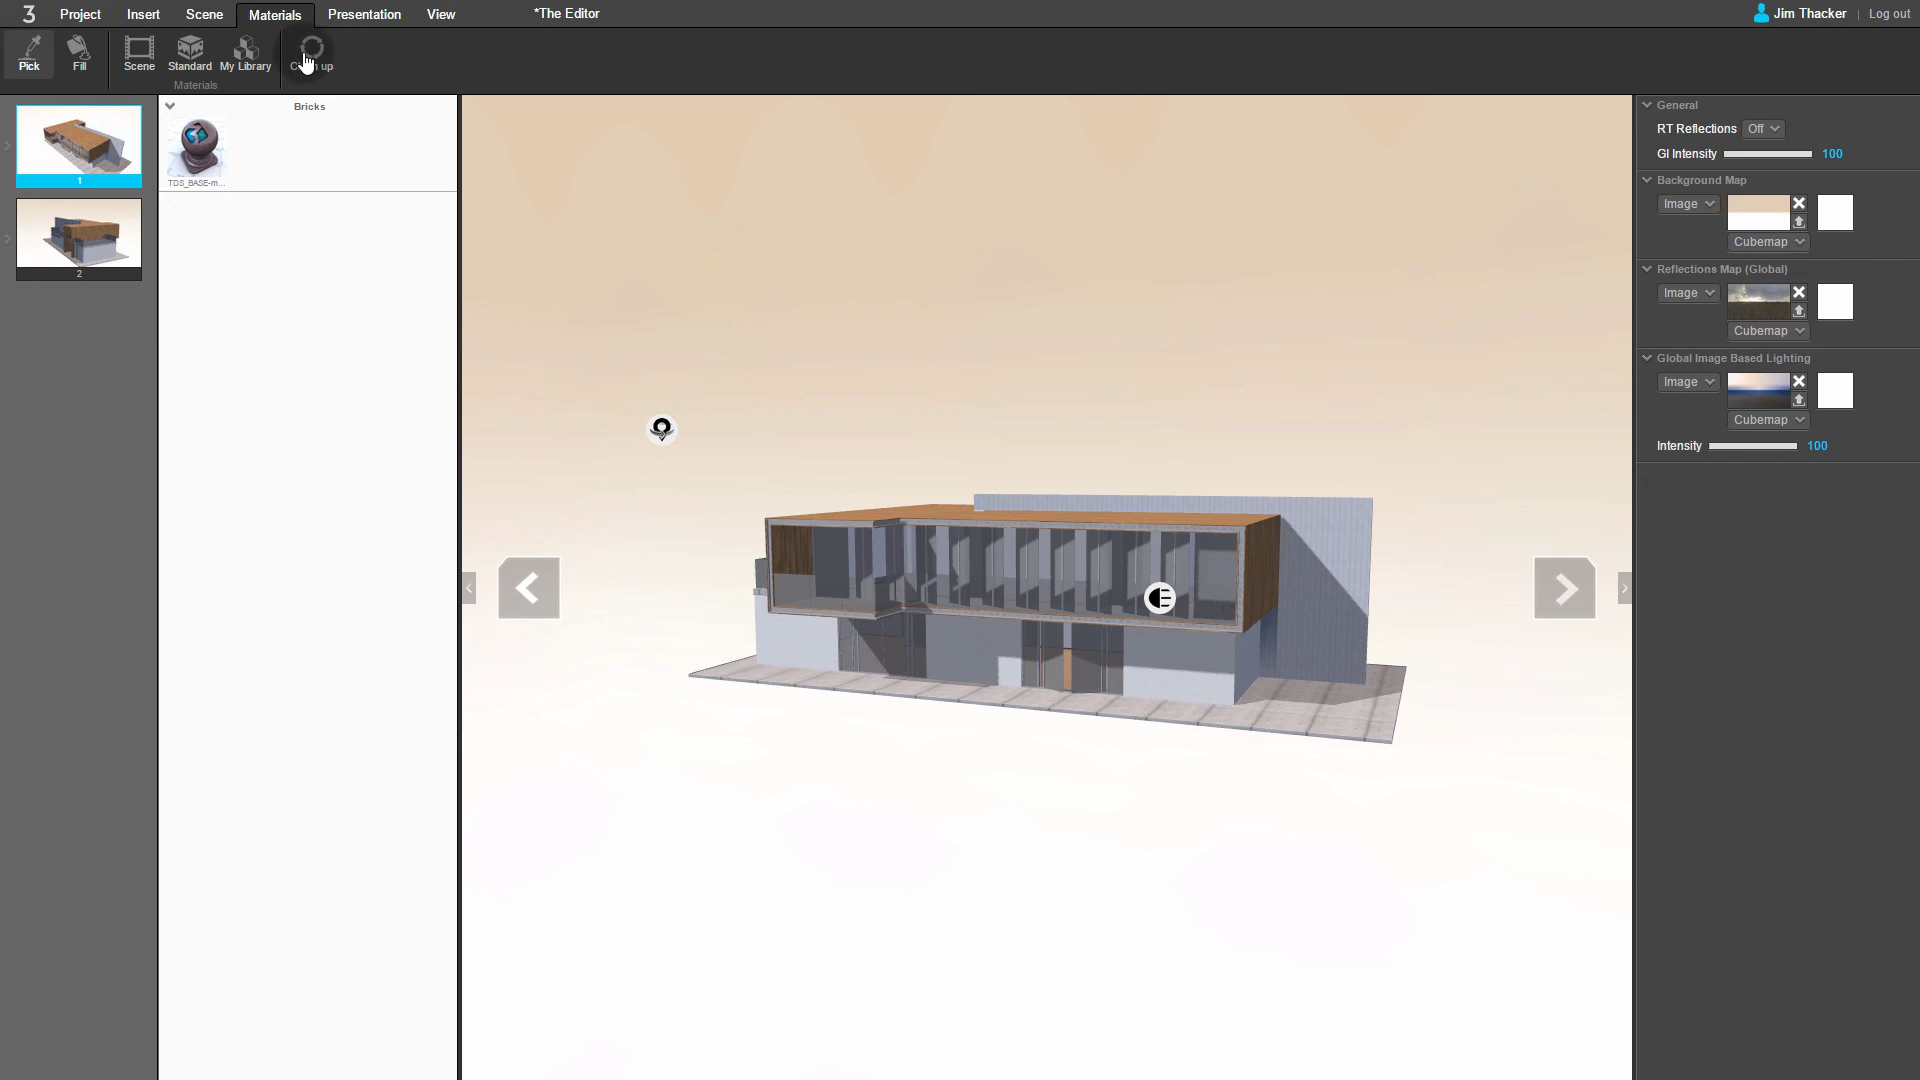 3 Project Insert Scene Materials Presentation View *The Editor Jim Thacker | Log out
Pick Fill Scene Standard My Library
Materials
Bricks
TDS_BASE-m...
1
2
General
RT Reflections Off
GI Intensity 100
Background Map
Image
Cubemap
Reflections Map (Global)
Image
Cubemap
Global Image Based Lighting
Image
Cubemap
Intensity 100